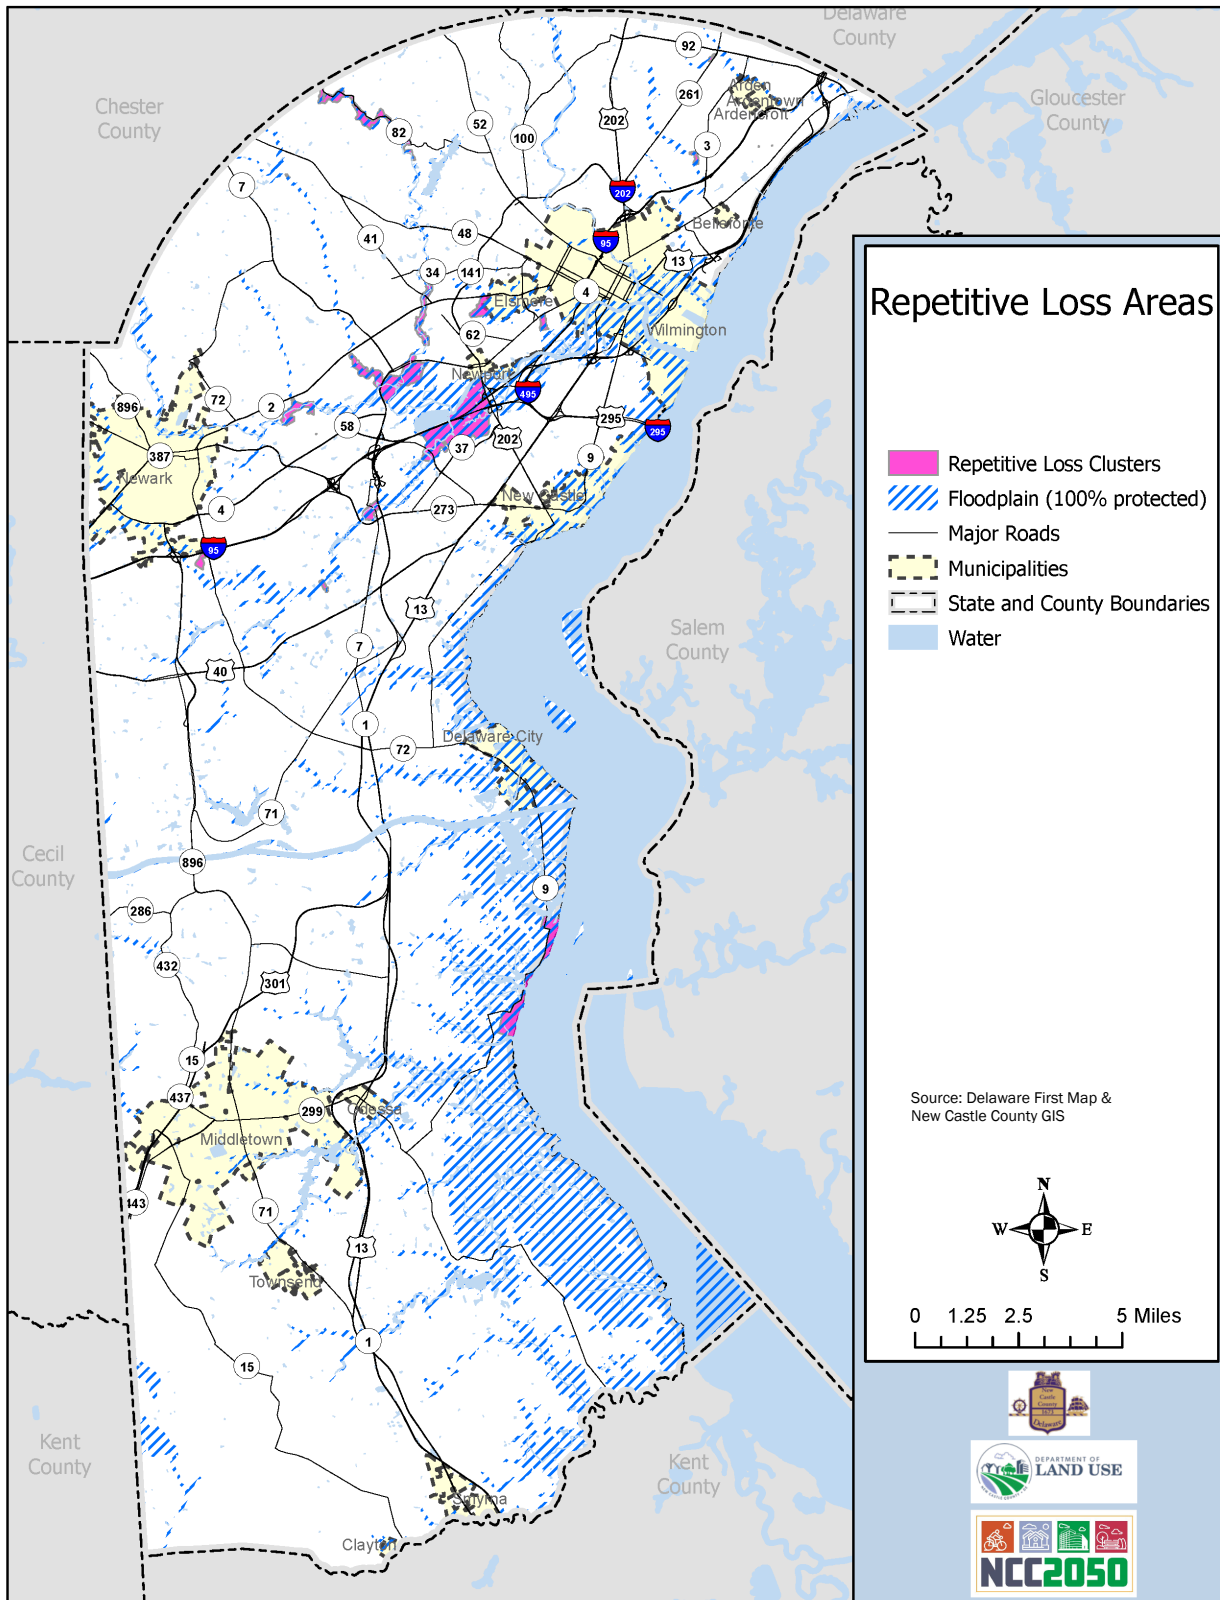 Delaware
County
Chester
County
Gloucester
County
92
Arden
Ardentown
Ardencroft
261
202
52
100
82
3
7
202
Bellefonte
48
41
95
13
34
141
4
Elsmere
Wilmington
62
Newport
495
72
2
896
58
295
295
202
37
9
387
Newark
New Castle
4
273
95
13
7
Salem
County
40
1
Delaware City
72
71
Cecil
County
896
9
286
432
301
15
437
299
Odessa
Middletown
443
71
13
Townsend
1
15
Kent
County
Kent
County
Smyrna
Clayton
Repetitive Loss Areas
Repetitive Loss Clusters
Floodplain (100% protected)
Major Roads
Municipalities
State and County Boundaries
Water
Source: Delaware First Map &
New Castle County GIS
N
W E
S
0 1.25 2.5 5 Miles
New
Castle
County
1673
Delaware
DEPARTMENT OF
LAND USE
NCC2050